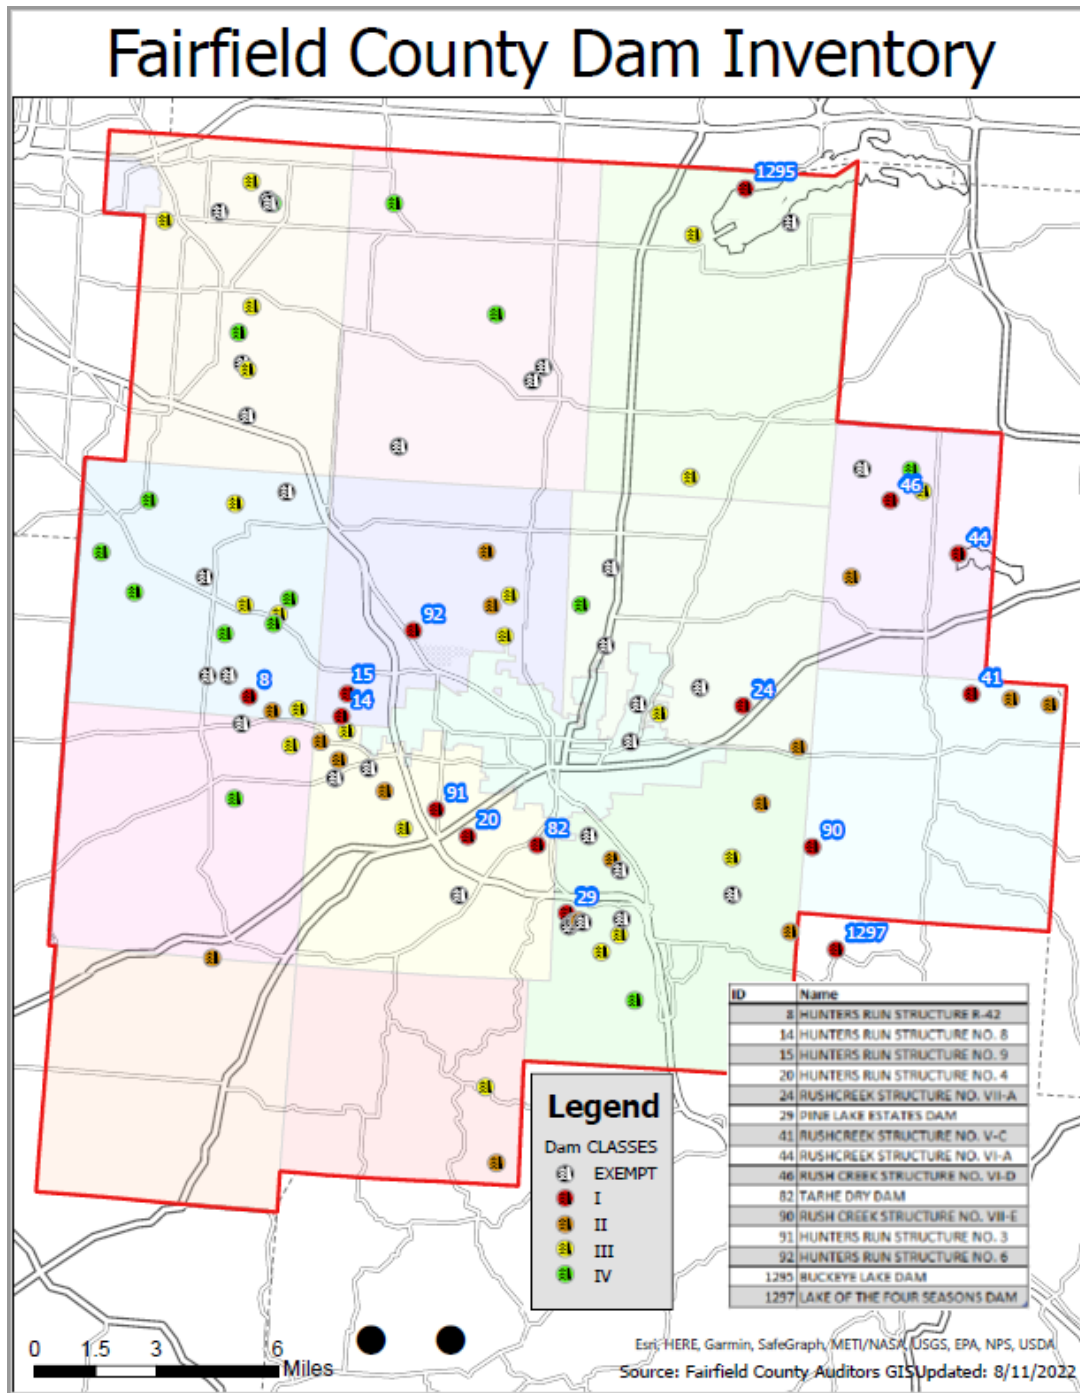 Fairfield County Dam Inventory
1295
46
44
92
15
8
14
24
41
91
20
82
90
29
1297
ID Name
8 HUNTERS RUN STRUCTURE R-42
14 HUNTERS RUN STRUCTURE NO. 8
15 HUNTERS RUN STRUCTURE NO. 9
20 HUNTERS RUN STRUCTURE NO. 4
24 RUSHCREEK STRUCTURE NO. VII-A
29 PINE LAKE ESTATES DAM
41 RUSHCREEK STRUCTURE NO. V-C
44 RUSHCREEK STRUCTURE NO. VI-A
46 RUSH CREEK STRUCTURE NO. VI-D
82 TARHE DRY DAM
90 RUSH CREEK STRUCTURE NO. VII-E
91 HUNTERS RUN STRUCTURE NO. 3
92 HUNTERS RUN STRUCTURE NO. 6
1295 BUCKEYE LAKE DAM
1297 LAKE OF THE FOUR SEASONS DAM
Legend
Dam CLASSES
EXEMPT
I
II
III
IV
0 1.5 3 6
Miles
Esri, HERE, Garmin, SafeGraph, METI/NASA, USGS, EPA, NPS, USDA
Source: Fairfield County Auditors GIS Updated: 8/11/2022